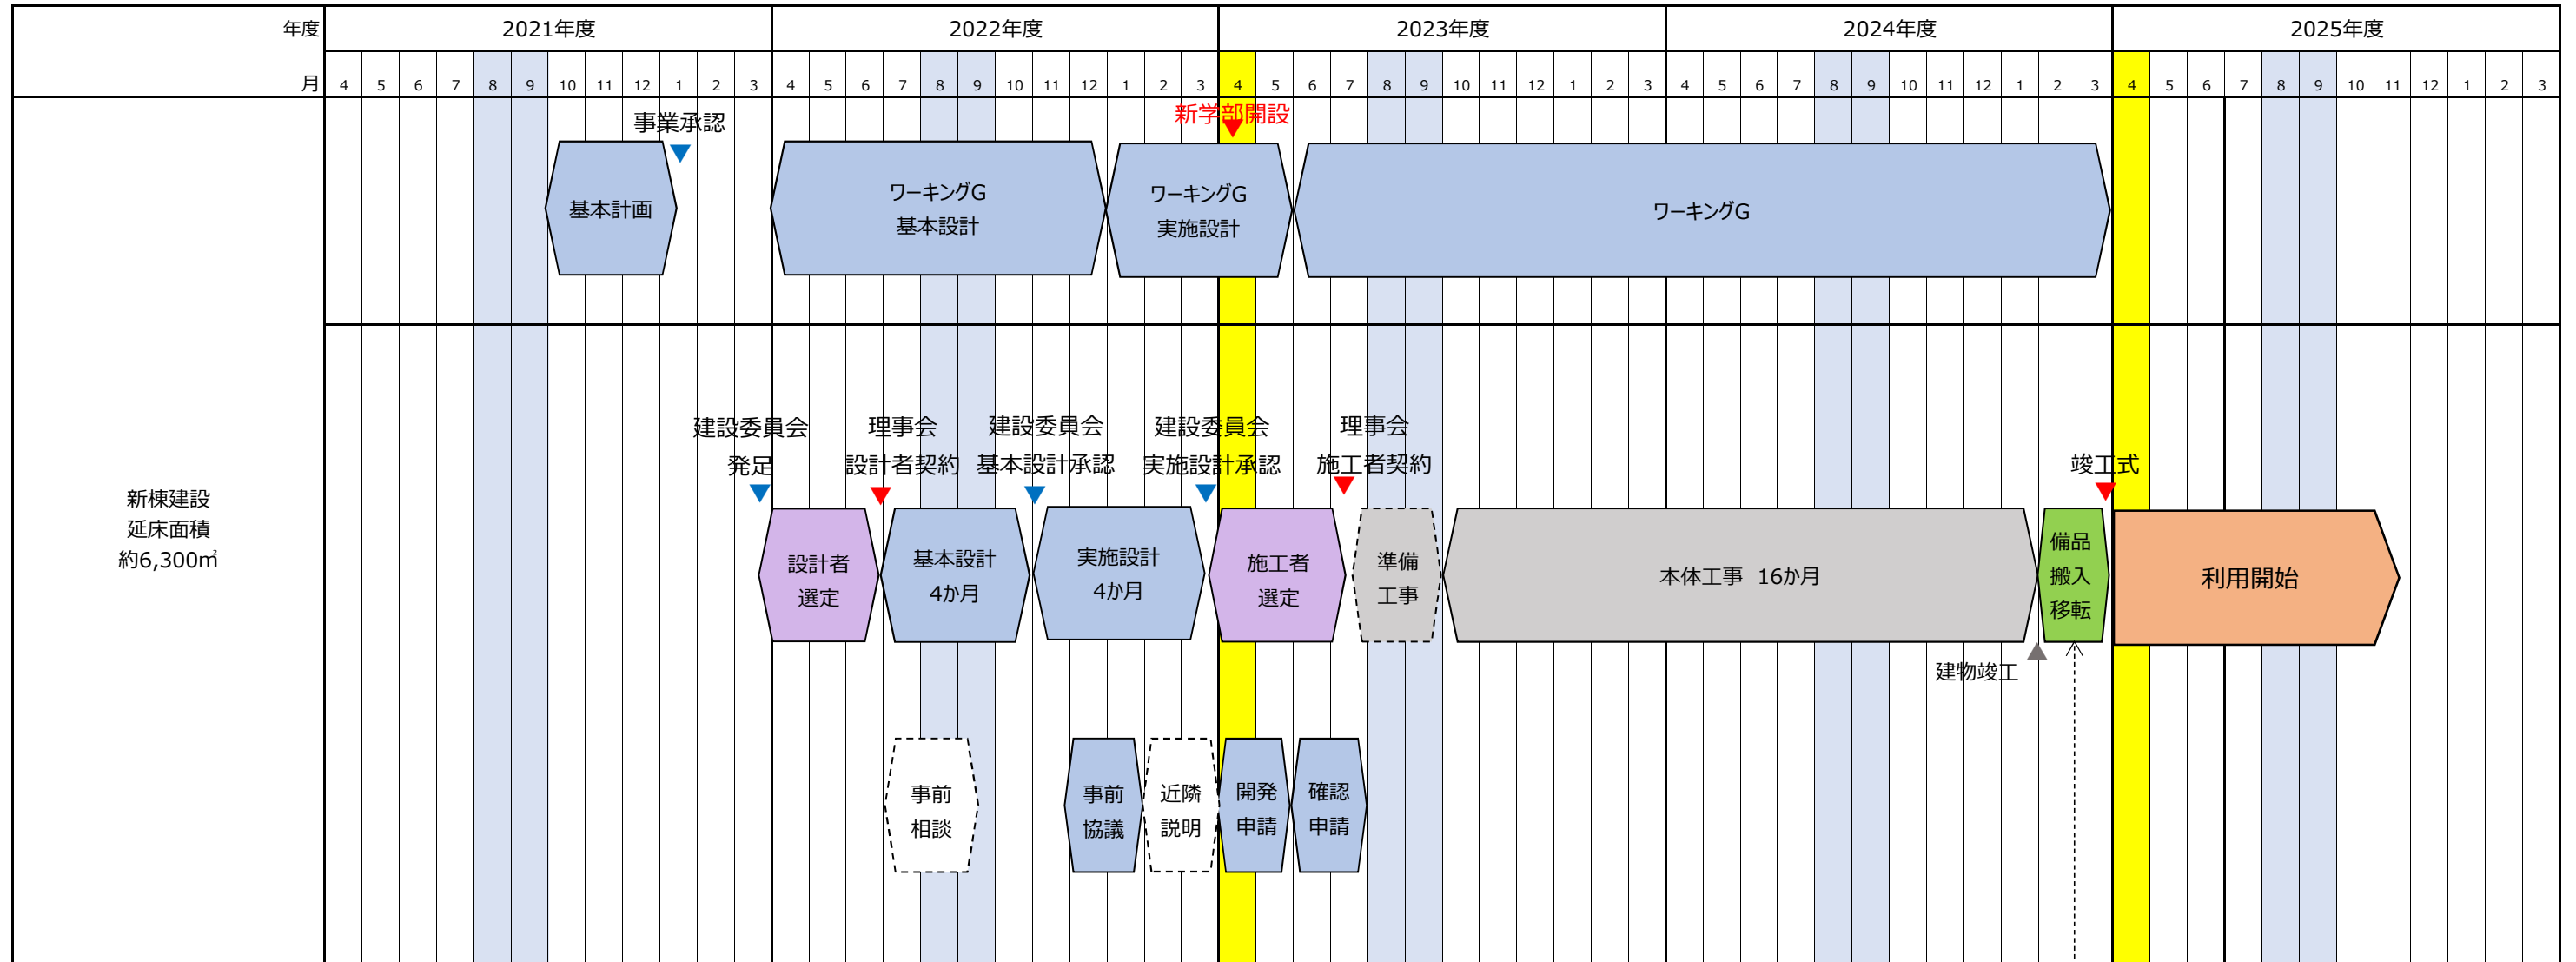 年度 2021年度 2022年度 2023年度 2024年度 2025年度
月 4 5 6 7 8 9 10 11 12 1 2 3 4 5 6 7 8 9 10 11 12 1 2 3 4 5 6 7 8 9 10 11 12 1 2 3 4 5 6 7 8 9 10 11 12 1 2 3 4 5 6 7 8 9 10 11 12 1 2 3
新学部開設
事業承認
基本計画
ワーキングG
基本設計
ワーキングG
実施設計
ワーキングG
新棟建設
延床面積
約6,300㎡
建設委員会
発足
理事会
設計者契約
建設委員会
基本設計承認
建設委員会
実施設計承認
理事会
施工者契約
竣工式
設計者
選定
基本設計
4か月
実施設計
4か月
施工者
選定
準備
工事
本体工事 16か月
備品
搬入
移転
利用開始
建物竣工
事前
相談
事前
協議
近隣
説明
開発
申請
確認
申請